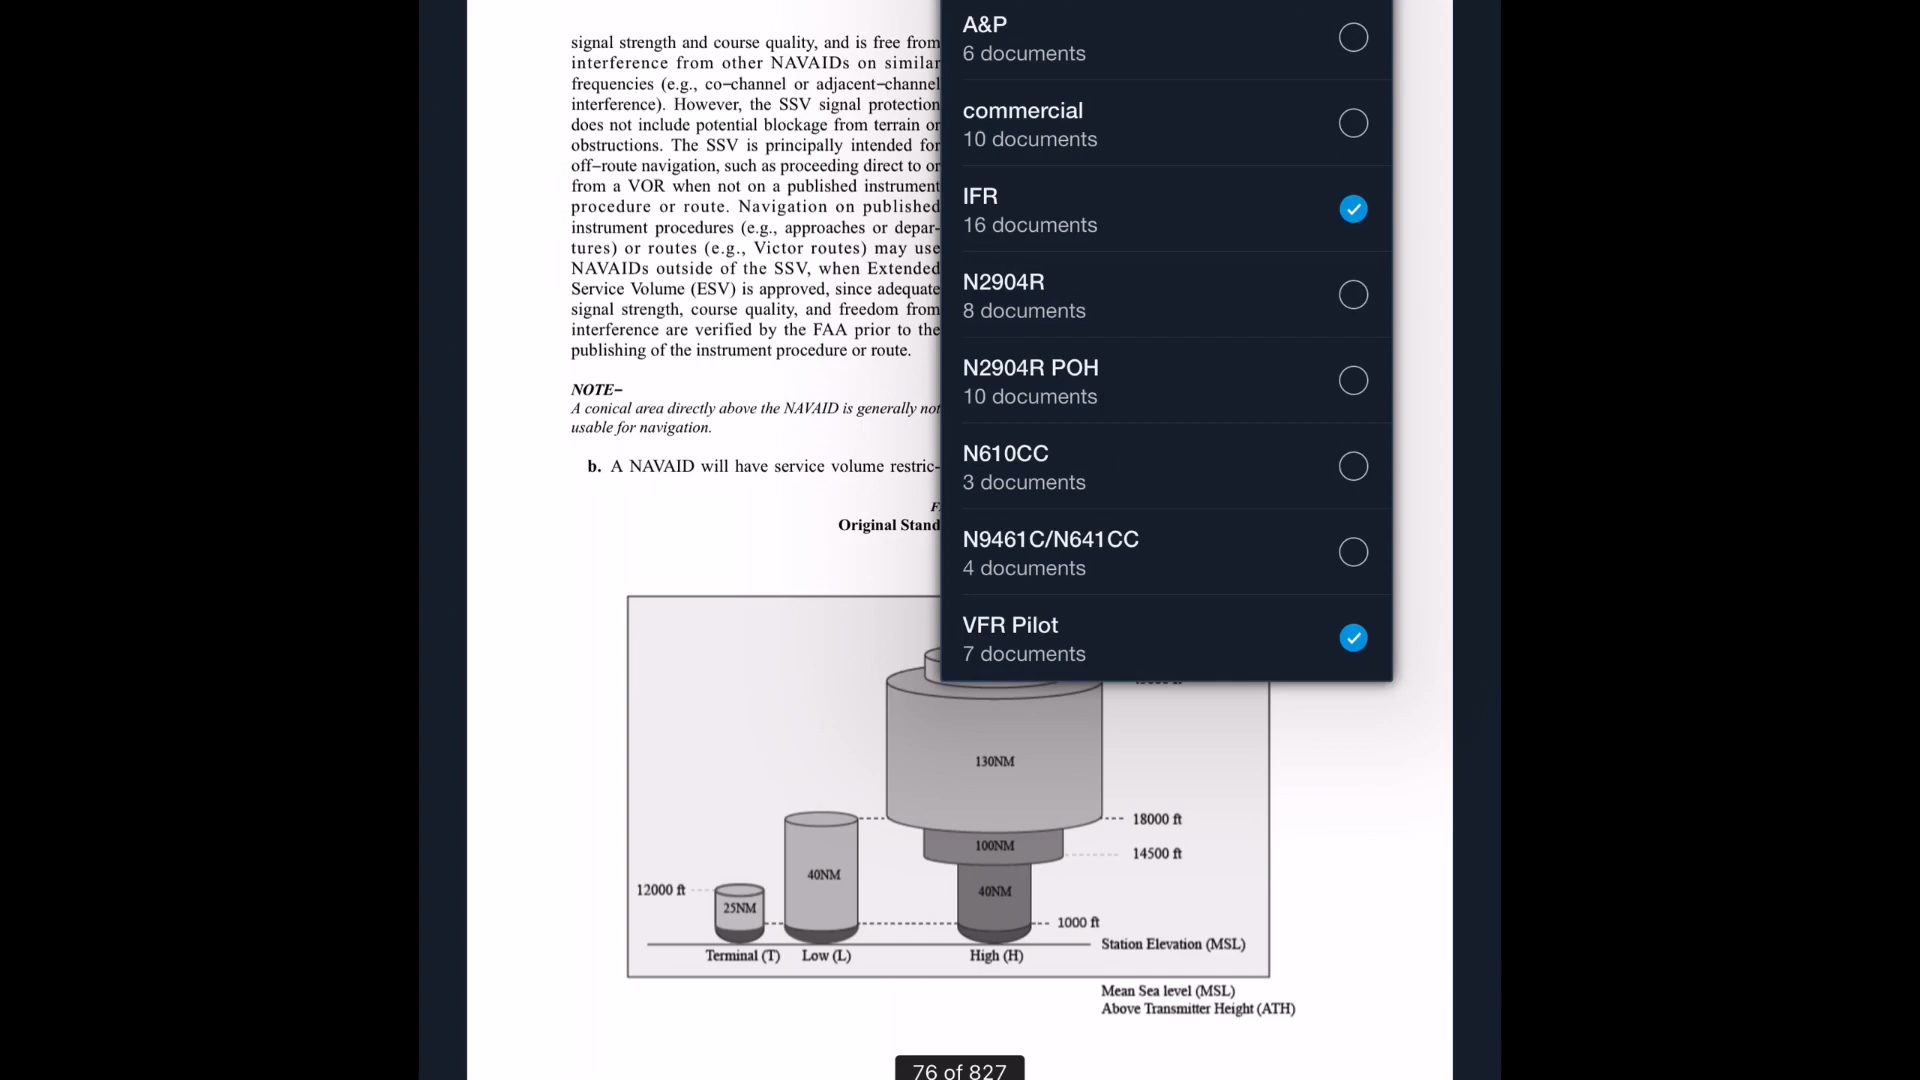 signal strength and course quality, and is free from
interference from other NAVAIDs on similar
frequencies (e.g., co–channel or adjacent–channel
interference). However, the SSV signal protection
does not include potential blockage from terrain or
obstructions. The SSV is principally intended for
off–route navigation, such as proceeding direct to or
from a VOR when not on a published instrument
procedure or route. Navigation on published
instrument procedures (e.g., approaches or depar-
tures) or routes (e.g., Victor routes) may use
NAVAIDs outside of the SSV, when Extended
Service Volume (ESV) is approved, since adequate
signal strength, course quality, and freedom from
interference are verified by the FAA prior to the
publishing of the instrument procedure or route.
NOTE–
A conical area directly above the NAVAID is generally not
usable for navigation.
b. A NAVAID will have service volume restric-
Original Stand
A&P
6 documents
commercial
10 documents
IFR
16 documents
N2904R
8 documents
N2904R POH
10 documents
N610CC
3 documents
N9461C/N641CC
4 documents
VFR Pilot
7 documents
130NM
18000 ft
100NM
14500 ft
40NM
40NM
12000 ft
25NM
1000 ft
Station Elevation (MSL)
Terminal (T)
Low (L)
High (H)
Mean Sea level (MSL)
Above Transmitter Height (ATH)
76 of 827